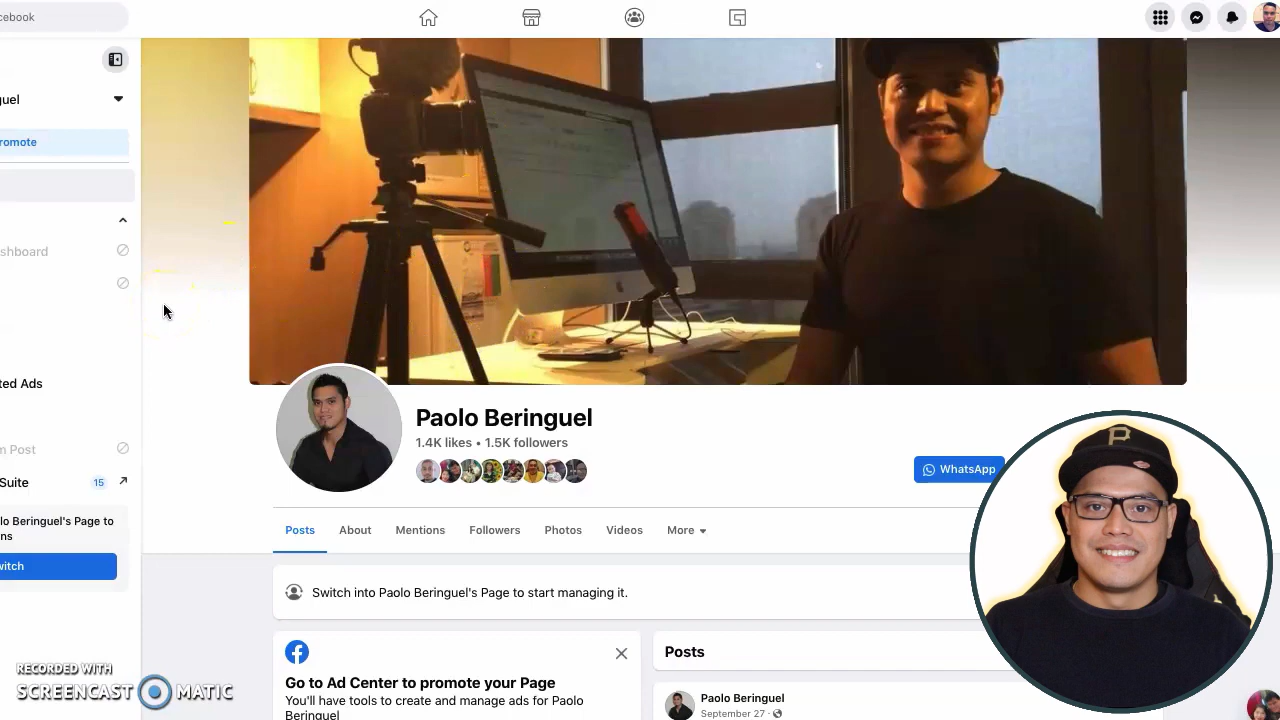 cebook
guel
romote
shboard
ted Ads
m Post
Suite
15
lo Beringuel's Page to
ns
witch
Paolo Beringuel
1.4K likes • 1.5K followers
WhatsApp
Posts
About
Mentions
Followers
Photos
Videos
More
Switch into Paolo Beringuel's Page to start managing it.
Go to Ad Center to promote your Page
You'll have tools to create and manage ads for Paolo
Beringuel
Posts
Paolo Beringuel
September 27 ·
P
RECORDED WITH
SCREENCAST MATIC